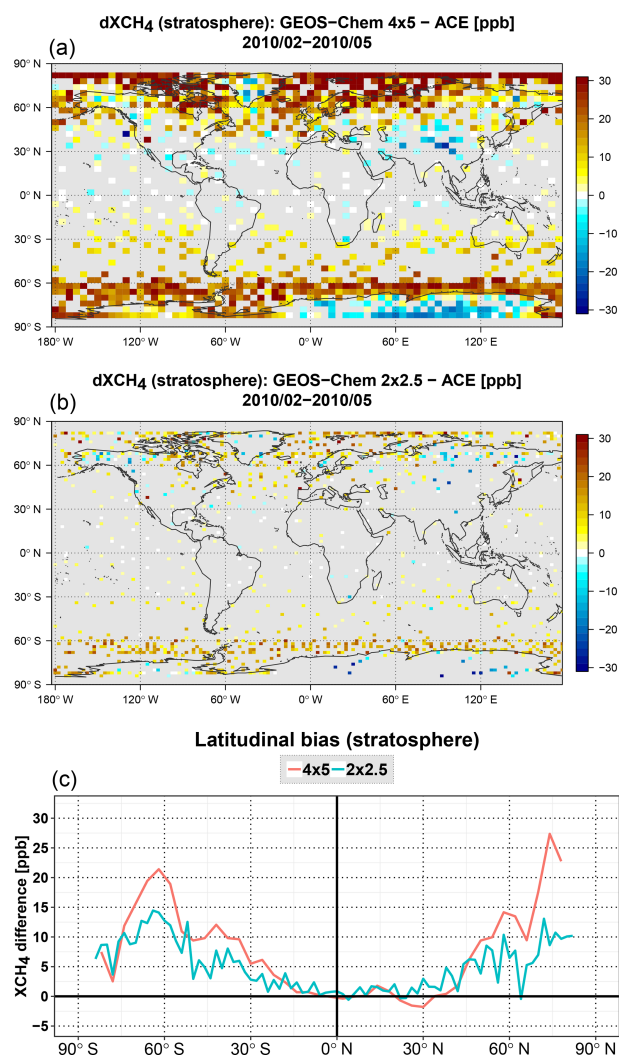 dXCH4 (stratosphere): GEOS−Chem 4x5 − ACE [ppb]
2010/02−2010/05
(a)
90° N
60° N
30° N
0° N
30° S
60° S
90° S
180° W
120° W
60° W
0° W
60° E
120° E
30
20
10
0
−10
−20
−30
dXCH4 (stratosphere): GEOS−Chem 2x2.5 − ACE [ppb]
2010/02−2010/05
(b)
90° N
60° N
30° N
0° N
30° S
60° S
90° S
180° W
120° W
60° W
0° W
60° E
120° E
30
20
10
0
−10
−20
−30
Latitudinal bias (stratosphere)
(c)
4x5 2x2.5
XCH4 difference [ppb]
30
25
20
15
10
5
0
−5
90° S 60° S 30° S 0° N 30° N 60° N 90° N